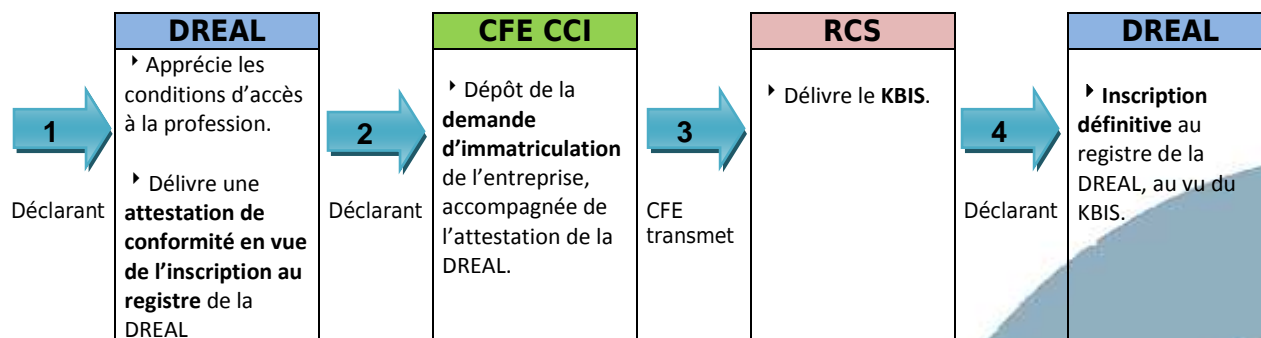 1
Déclarant
DREAL
‣ Apprécie les
conditions d’accès
à la profession.
‣ Délivre une
attestation de
conformité en vue
de l’inscription au
registre de la
DREAL
2
Déclarant
CFE CCI
‣ Dépôt de la
demande
d’immatriculation
de l’entreprise,
accompagnée de
l’attestation de la
DREAL.
3
CFE
transmet
RCS
‣ Délivre le KBIS.
4
Déclarant
DREAL
‣ Inscription
définitive au
registre de la
DREAL, au vu du
KBIS.